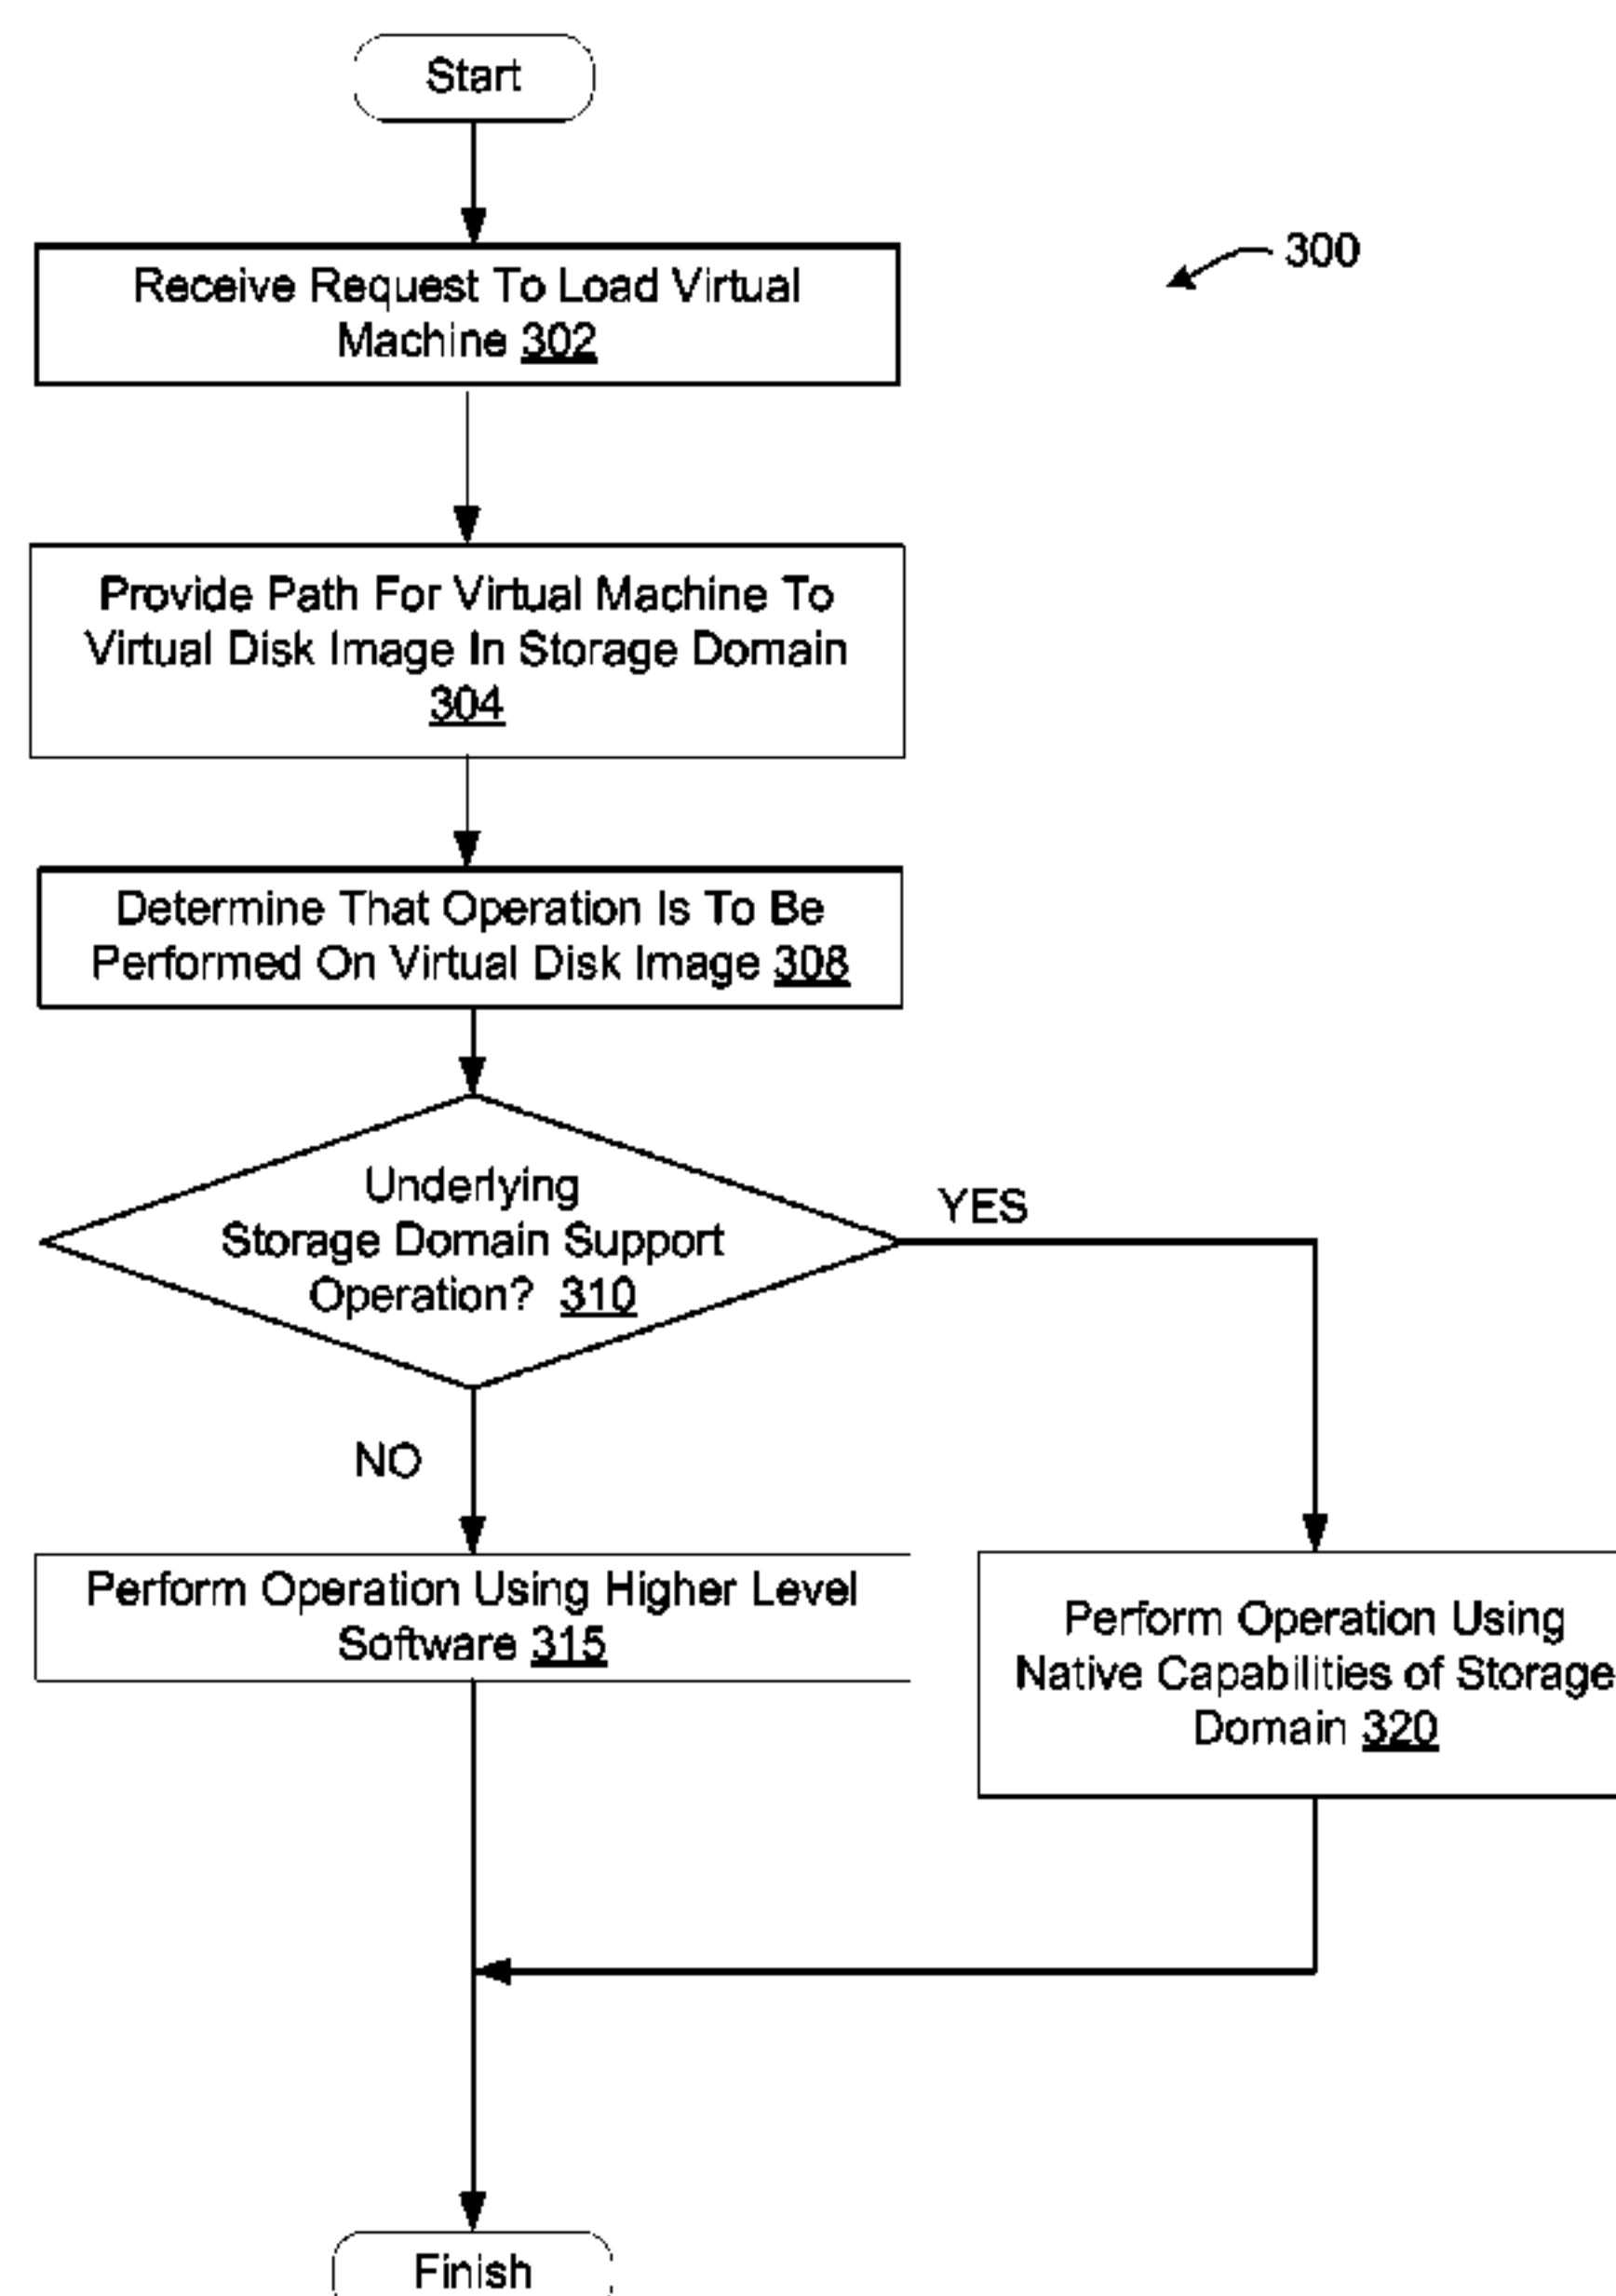 Start
300
Receive Request To Load Virtual
Machine 302
Provide Path For Virtual Machine To
Virtual Disk Image In Storage Domain
304
Determine That Operation Is To Be
Performed On Virtual Disk Image 308
Underlying
Storage Domain Support
Operation? 310
YES
NO
Perform Operation Using Higher Level
Software 315
Perform Operation Using
Native Capabilities of Storage
Domain 320
Finish